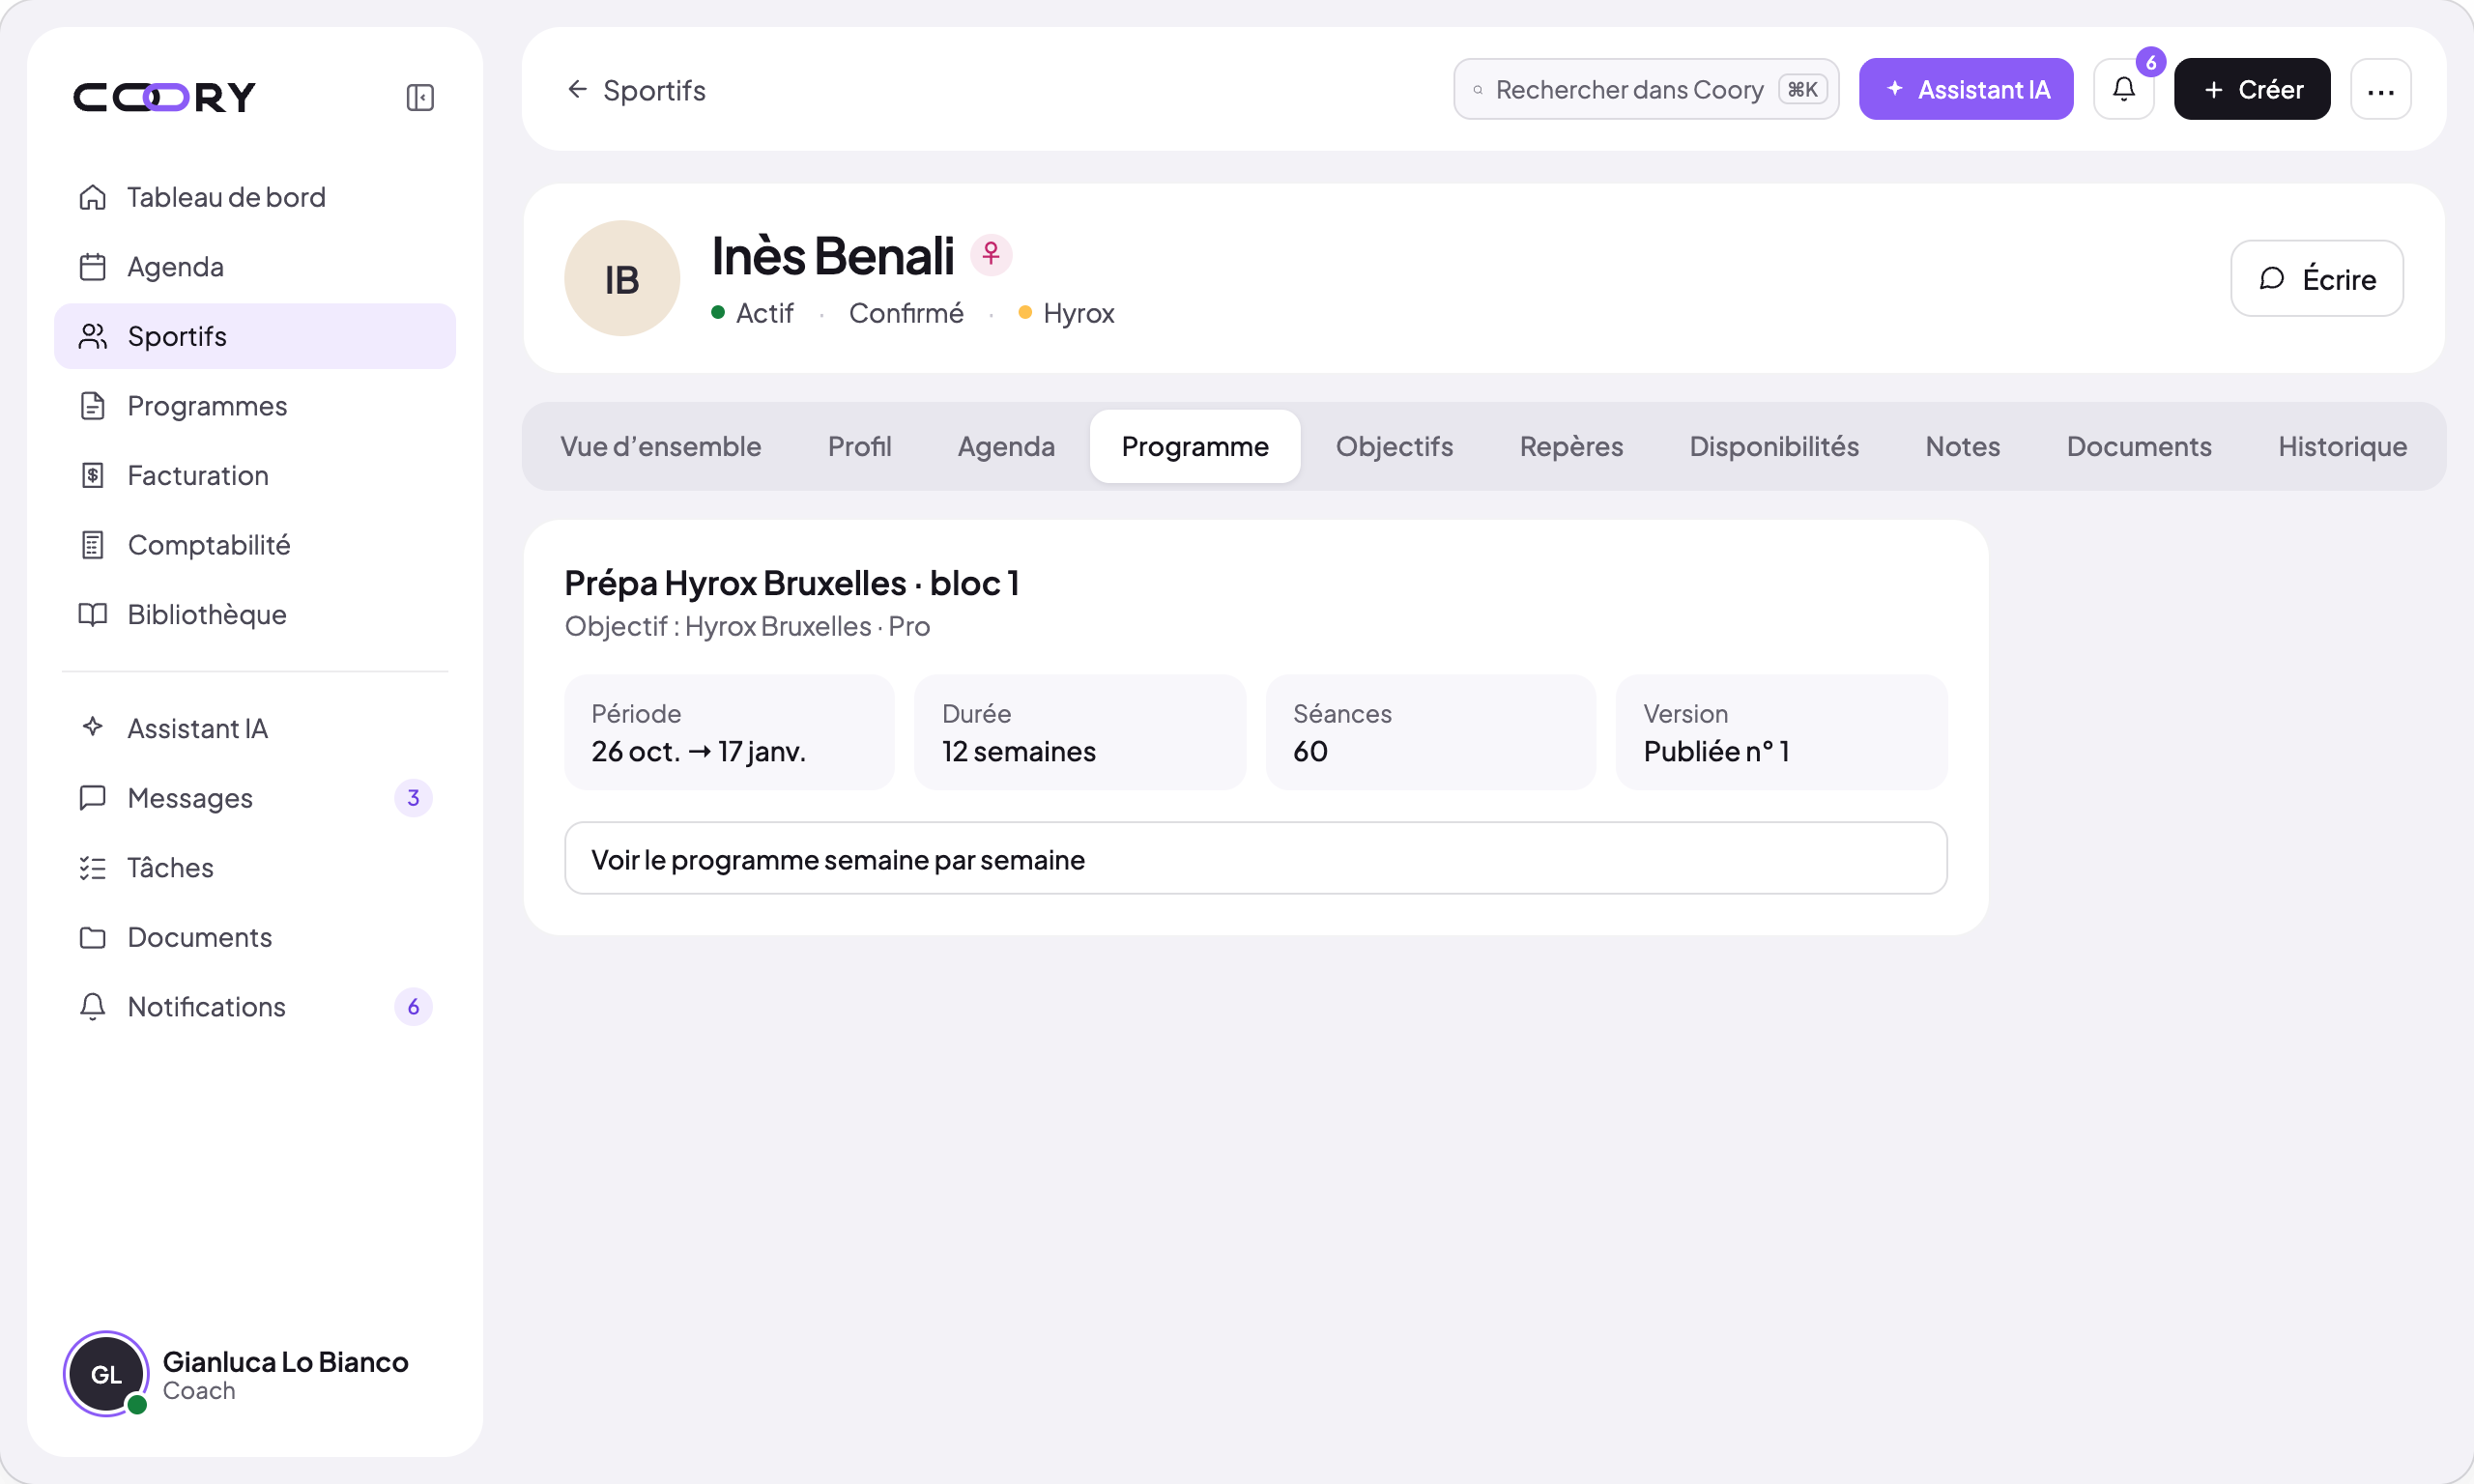 COORY
Tableau de bord
Agenda
Sportifs
Programmes
Facturation
Comptabilité
Bibliothèque
Assistant IA
Messages 3
Tâches
Documents
Notifications 6
GL
Gianluca Lo Bianco
Coach
← Sportifs
Rechercher dans Coory ⌘K
Assistant IA
6
+ Créer
...
IB
Inès Benali
Actif · Confirmé · Hyrox
Écrire
Vue d’ensemble Profil Agenda Programme Objectifs Repères Disponibilités Notes Documents Historique
Prépa Hyrox Bruxelles · bloc 1
Objectif : Hyrox Bruxelles · Pro
Période
26 oct. → 17 janv.
Durée
12 semaines
Séances
60
Version
Publiée n° 1
Voir le programme semaine par semaine